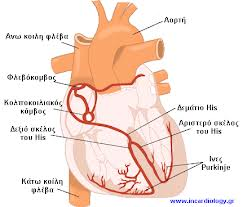 Ανω κοίλη
φλέβα
Αορτή
Φλεβόκομβος
Κολποκοιλιακός
κόμβος
Δεξιό σκέλος
του His
Κάτω κοίλη
φλέβα
Δεμάτιο His
Αριστερό σκέλος
του His
ίνες
Purkinje
www.incardiology.gr